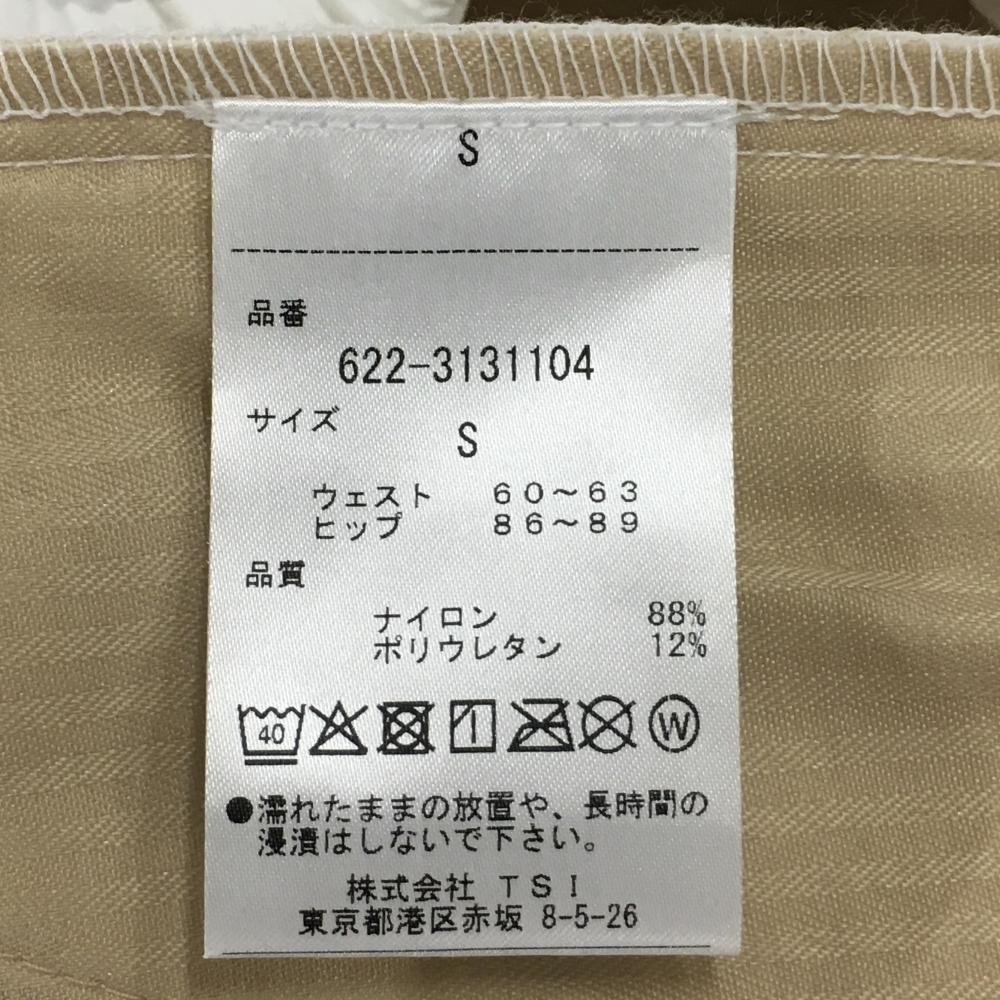 S
品番
622-3131104
サイズ
S
ウェスト 60～63
ヒップ 86～89
品質
ナイロン 88%
ポリウレタン 12%
40
W
●濡れたままの放置や、長時間の
浸漬はしないで下さい。
株式会社 TSI
東京都港区赤坂 8-5-26